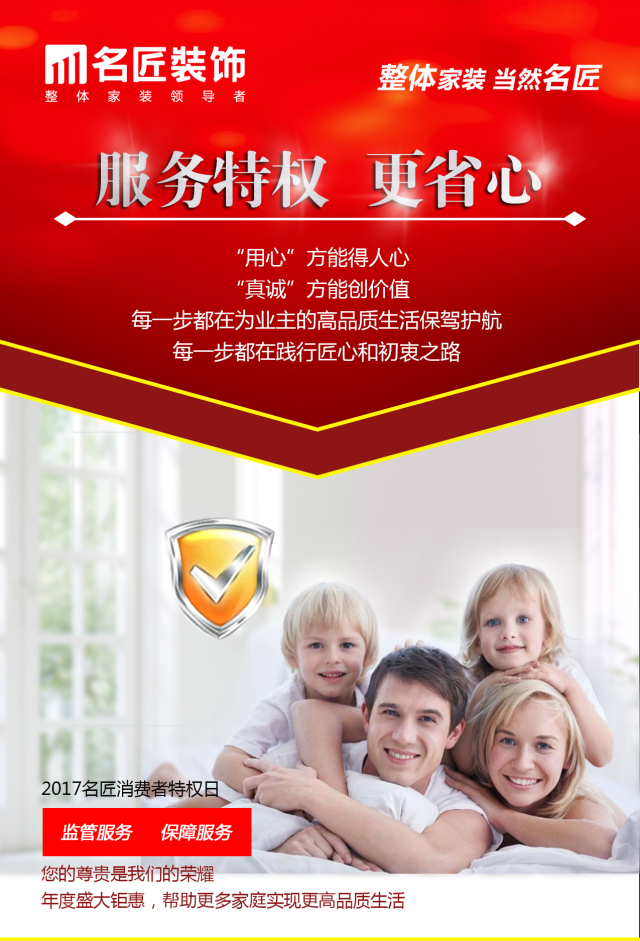 名匠装饰
整体家装领导者
整体家装 当然名匠
服务特权 更省心
“用心”方能得人心
“真诚”方能创价值
每一步都在为业主的高品质生活保驾护航
每一步都在践行匠心和初衷之路
2017名匠消费者特权日
监管服务 保障服务
您的尊贵是我们的荣耀
年度盛大钜惠，帮助更多家庭实现更高品质生活